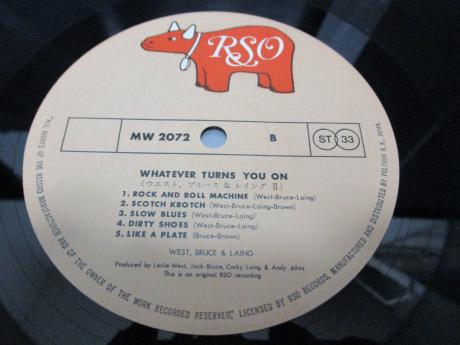 RSO
MW 2072
B
ST 33
WHATEVER TURNS YOU ON
(ウエスト，ブルース & レイング II)
1. ROCK AND ROLL MACHINE (West-Bruce-Laing)
2. SCOTCH KROTCH (West-Bruce-Laing-Brown)
3. SLOW BLUES (West-Bruce-Laing)
4. DIRTY SHOES (West-Bruce-Laing)
5. LIKE A PLATE (Bruce-Brown)
WEST, BRUCE & LAING
Produced by Leslie West, Jack Bruce, Corky Laing & Andy Johns
This is an original RSO recording
"ALL RIGHTS OF THE RECORD MANUFACTURER AND OF THE OWNER OF THE WORK RECORDED RESERVED", LICENSED BY RSO RECORDS, MANUFACTURED AND DISTRIBUTED BY POLYDOR K.K., JAPAN